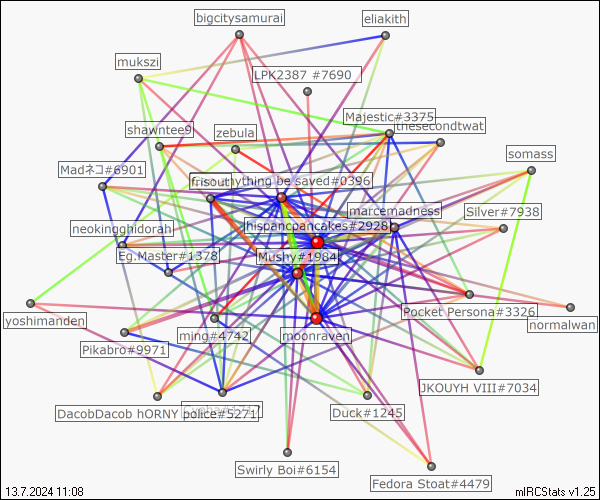 bigcitysamurai
eliakith
mukszi
LPK2387 #7690
Majestic#3375
shawntee9
zebula
thesecondtwat
somass
Madネコ#6901
frisout
ything be saved#0396
marcemadness
Silver#7938
neokingghidorah
hispancpancakes#2928
Eg.Master#1378
Mushy#1984
yoshimanden
Pocket Persona#3326
normalwan
ming#4742
moonraven
Pikabro#9971
JKOUYH VIII#7034
DacobDacob hORNY police#5271
Duck#1245
Swirly Boi#6154
Fedora Stoat#4479
13.7.2024 11:08
mIRCStats v1.25